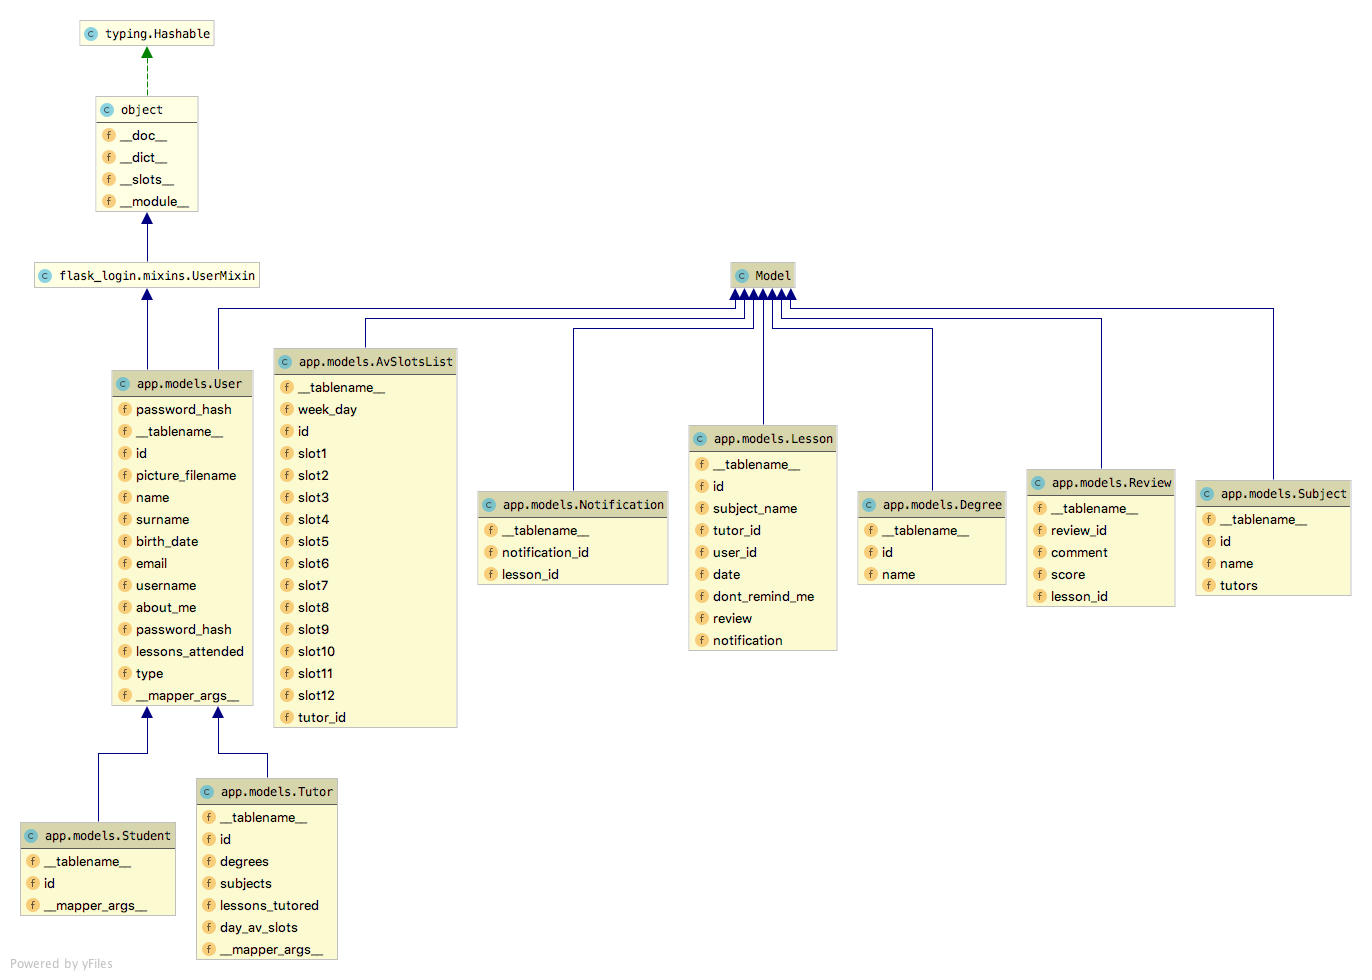 typing.Hashable
object
__doc__
__dict__
__slots__
__module__
flask_login.mixins.UserMixin
Model
app.models.User
password_hash
__tablename__
id
picture_filename
name
surname
birth_date
email
username
about_me
password_hash
lessons_attended
type
__mapper_args__
app.models.AvSlotsList
__tablename__
week_day
id
slot1
slot2
slot3
slot4
slot5
slot6
slot7
slot8
slot9
slot10
slot11
slot12
tutor_id
app.models.Notification
__tablename__
notification_id
lesson_id
app.models.Lesson
__tablename__
id
subject_name
tutor_id
user_id
date
dont_remind_me
review
notification
app.models.Degree
__tablename__
id
name
app.models.Review
__tablename__
review_id
comment
score
lesson_id
app.models.Subject
__tablename__
id
name
tutors
app.models.Student
__tablename__
id
__mapper_args__
app.models.Tutor
__tablename__
id
degrees
subjects
lessons_tutored
day_av_slots
__mapper_args__
Powered by yFiles